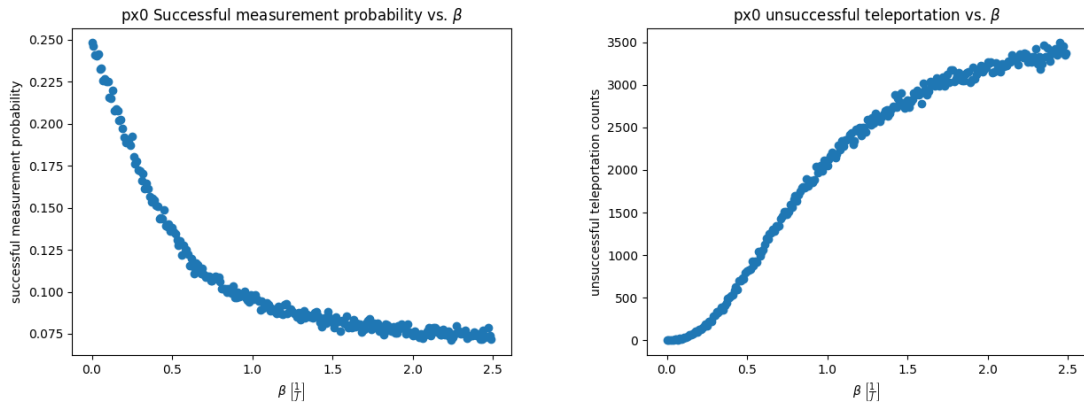 px0 Successful measurement probability vs. β
successful measurement probability
0.250
0.225
0.200
0.175
0.150
0.125
0.100
0.075
0.0 0.5 1.0 1.5 2.0 2.5
β [1/J]
px0 unsuccessful teleportation vs. β
unsuccessful teleportation counts
3500
3000
2500
2000
1500
1000
500
0
0.0 0.5 1.0 1.5 2.0 2.5
β [1/J]